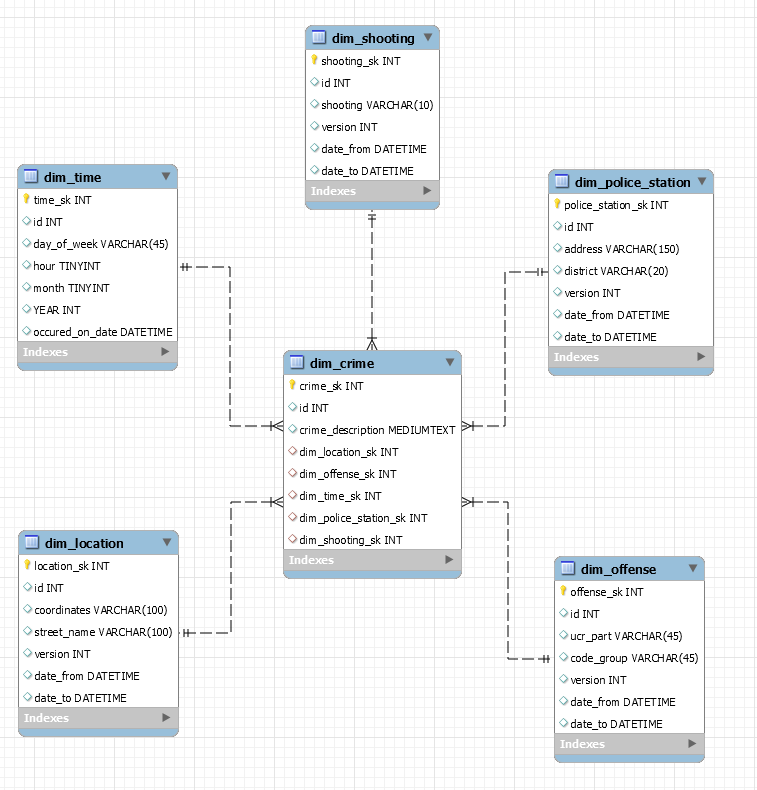 dim_shooting
shooting_sk INT
id INT
shooting VARCHAR(10)
version INT
date_from DATETIME
date_to DATETIME
Indexes
dim_time
time_sk INT
id INT
day_of_week VARCHAR(45)
hour TINYINT
month TINYINT
YEAR INT
occured_on_date DATETIME
Indexes
dim_police_station
police_station_sk INT
id INT
address VARCHAR(150)
district VARCHAR(20)
version INT
date_from DATETIME
date_to DATETIME
Indexes
dim_crime
crime_sk INT
id INT
crime_description MEDIUMTEXT
dim_location_sk INT
dim_offense_sk INT
dim_time_sk INT
dim_police_station_sk INT
dim_shooting_sk INT
Indexes
dim_location
location_sk INT
id INT
coordinates VARCHAR(100)
street_name VARCHAR(100)
version INT
date_from DATETIME
date_to DATETIME
Indexes
dim_offense
offense_sk INT
id INT
ucr_part VARCHAR(45)
code_group VARCHAR(45)
version INT
date_from DATETIME
date_to DATETIME
Indexes